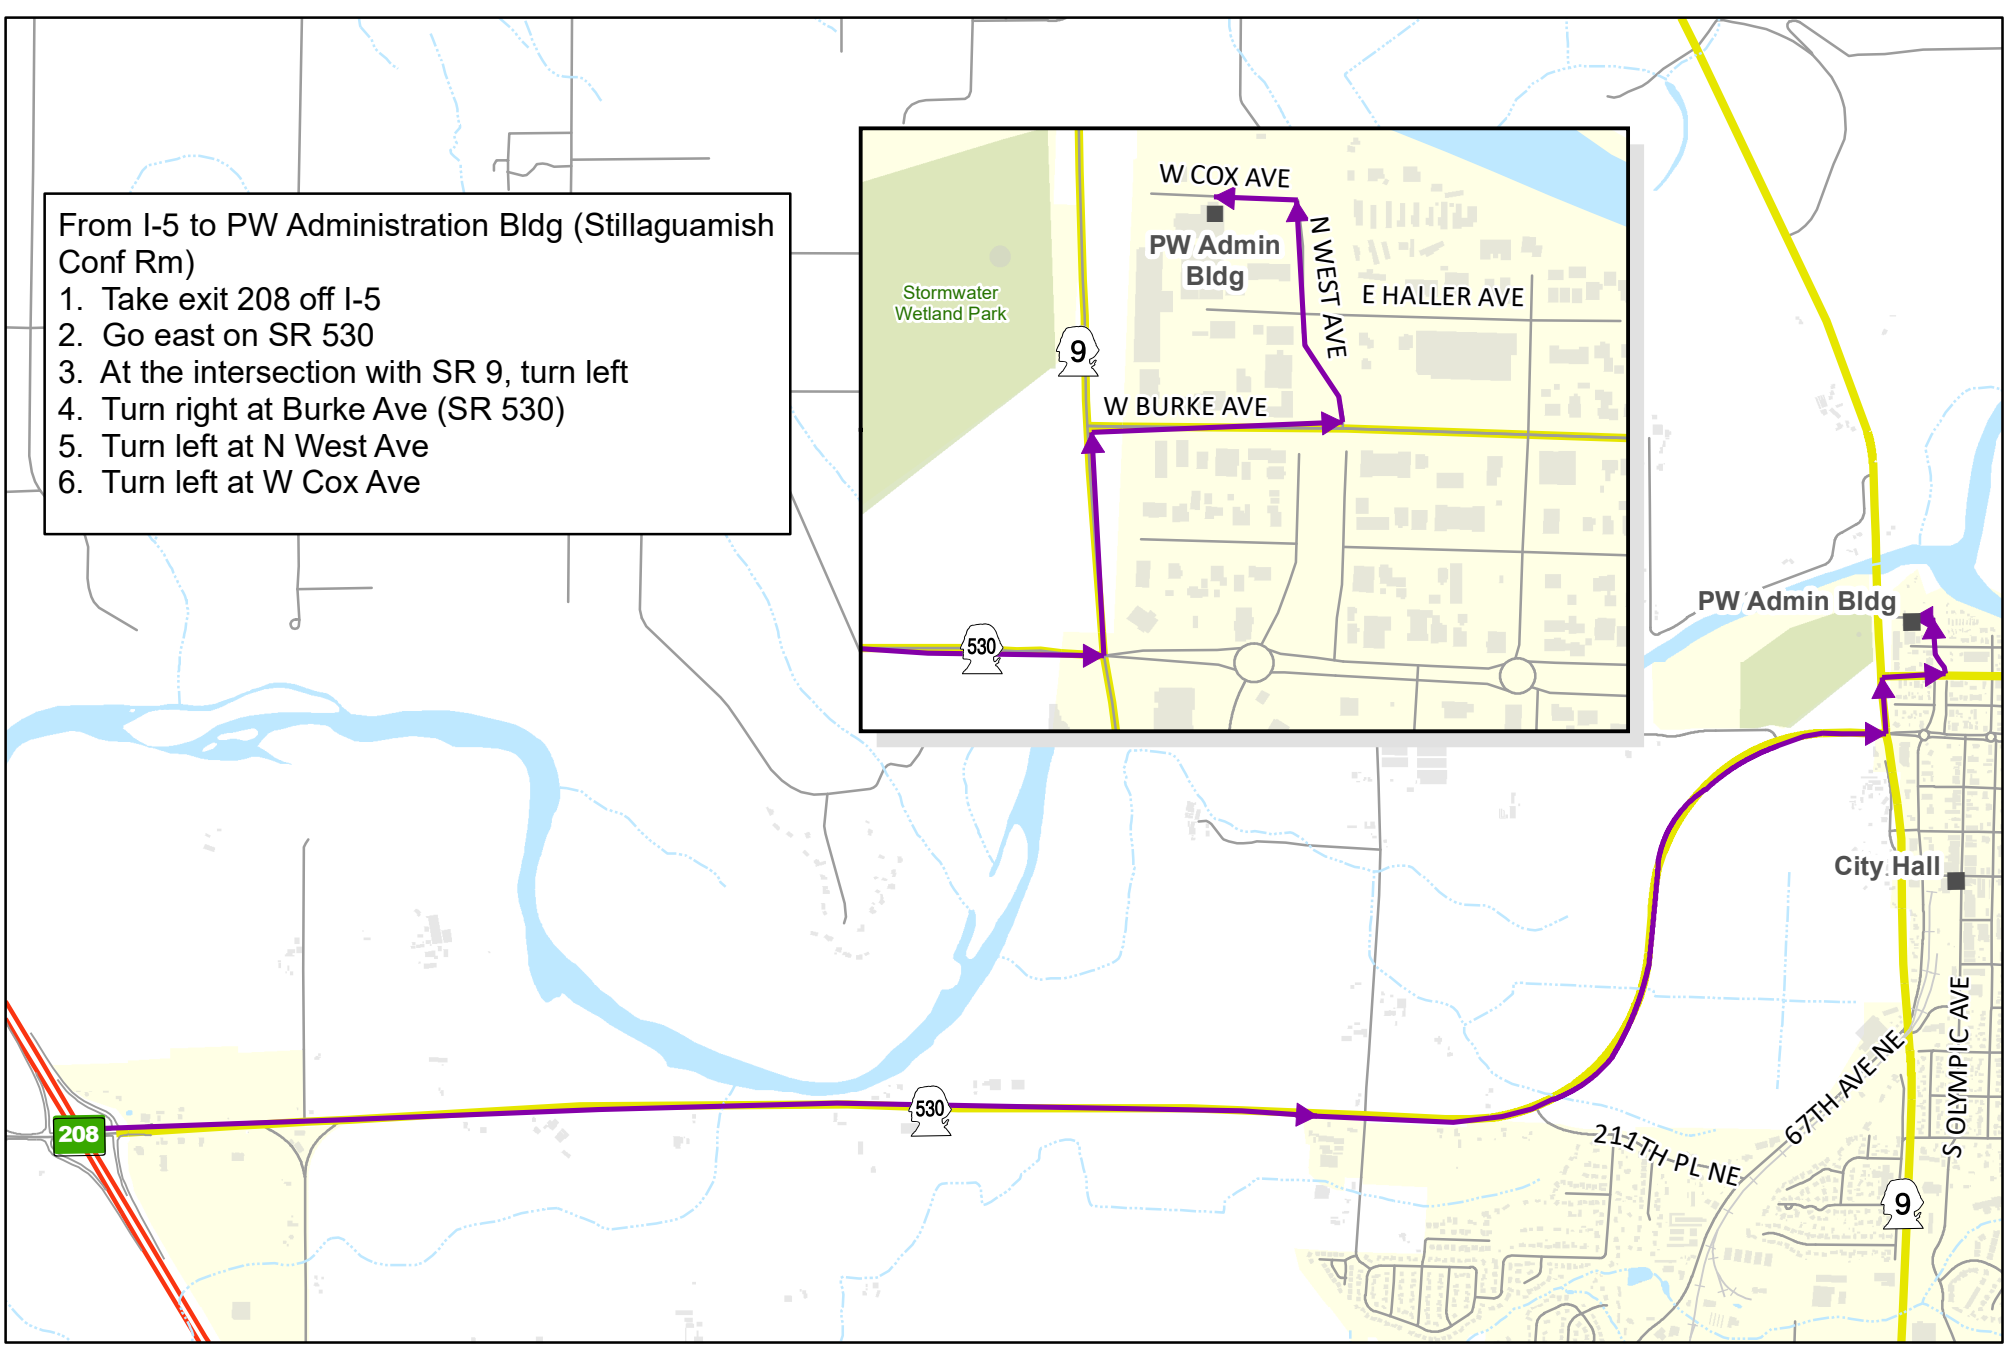 From I-5 to PW Administration Bldg (Stillaguamish
Conf Rm)
1. Take exit 208 off I-5
2. Go east on SR 530
3. At the intersection with SR 9, turn left
4. Turn right at Burke Ave (SR 530)
5. Turn left at N West Ave
6. Turn left at W Cox Ave
W COX AVE
PW Admin
Bldg
N WEST AVE
E HALLER AVE
Stormwater
Wetland Park
9
W BURKE AVE
530
PW Admin Bldg
City Hall
S OLYMPIC AVE
67TH AVE NE
211TH PL NE
530
208
9